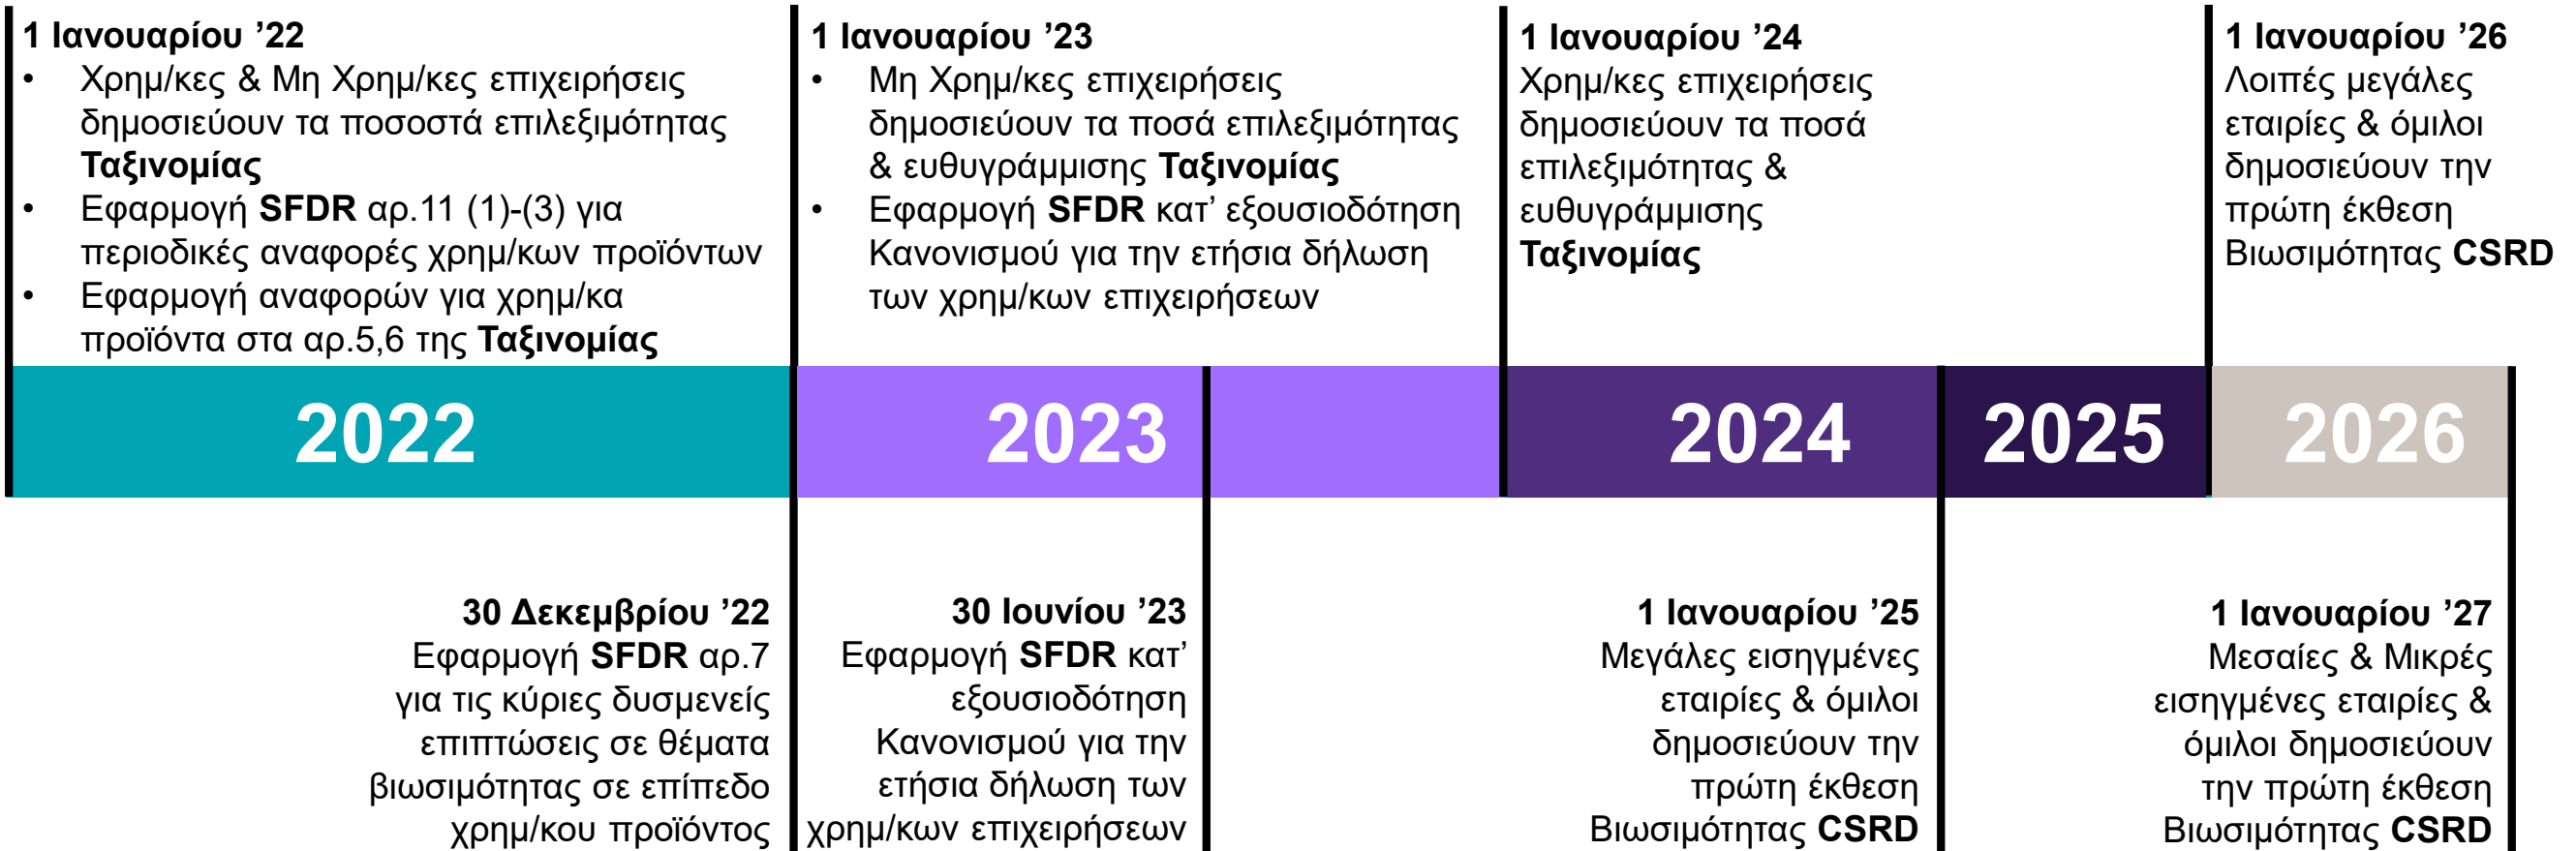 1 Ιανουαρίου ’22
• Χρημ/κες & Μη Χρημ/κες επιχειρήσεις
δημοσιεύουν τα ποσοστά επιλεξιμότητας
Ταξινομίας
• Εφαρμογή SFDR αρ.11 (1)-(3) για
περιοδικές αναφορές χρημ/κων προϊόντων
• Εφαρμογή αναφορών για χρημ/κα
προϊόντα στα αρ.5,6 της Ταξινομίας
1 Ιανουαρίου ’23
• Μη Χρημ/κες επιχειρήσεις
δημοσιεύουν τα ποσά επιλεξιμότητας
& ευθυγράμμισης Ταξινομίας
• Εφαρμογή SFDR κατ’ εξουσιοδότηση
Κανονισμού για την ετήσια δήλωση
των χρημ/κων επιχειρήσεων
1 Ιανουαρίου ’24
Χρημ/κες επιχειρήσεις
δημοσιεύουν τα ποσά
επιλεξιμότητας &
ευθυγράμμισης
Ταξινομίας
1 Ιανουαρίου ’26
Λοιπές μεγάλες
εταιρίες & όμιλοι
δημοσιεύουν την
πρώτη έκθεση
Βιωσιμότητας CSRD
2022
2023
2024
2025
2026
30 Δεκεμβρίου ’22
Εφαρμογή SFDR αρ.7
για τις κύριες δυσμενείς
επιπτώσεις σε θέματα
βιωσιμότητας σε επίπεδο
χρημ/κου προϊόντος
30 Ιουνίου ’23
Εφαρμογή SFDR κατ’
εξουσιοδότηση
Κανονισμού για την
ετήσια δήλωση των
χρημ/κων επιχειρήσεων
1 Ιανουαρίου ’25
Μεγάλες εισηγμένες
εταιρίες & όμιλοι
δημοσιεύουν την
πρώτη έκθεση
Βιωσιμότητας CSRD
1 Ιανουαρίου ’27
Μεσαίες & Μικρές
εισηγμένες εταιρίες &
όμιλοι δημοσιεύουν
την πρώτη έκθεση
Βιωσιμότητας CSRD